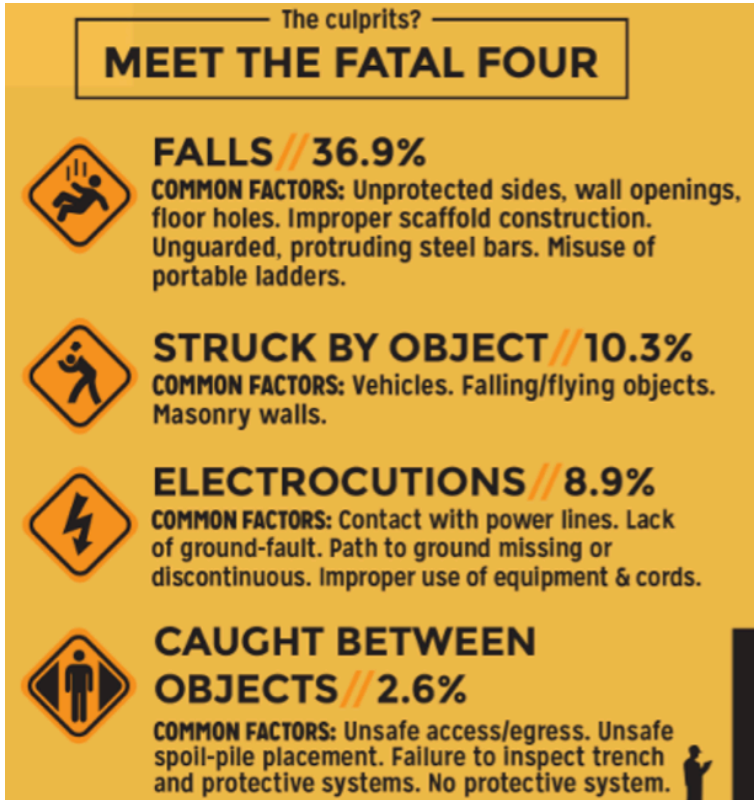 The culprits?
MEET THE FATAL FOUR
FALLS//36.9%
COMMON FACTORS: Unprotected sides, wall openings,
floor holes. Improper scaffold construction.
Unguarded, protruding steel bars. Misuse of
portable ladders.
STRUCK BY OBJECT//10.3%
COMMON FACTORS: Vehicles. Falling/flying objects.
Masonry walls.
ELECTROCUTIONS//8.9%
COMMON FACTORS: Contact with power lines. Lack
of ground-fault. Path to ground missing or
discontinuous. Improper use of equipment & cords.
CAUGHT BETWEEN
OBJECTS//2.6%
COMMON FACTORS: Unsafe access/egress. Unsafe
spoil-pile placement. Failure to inspect trench
and protective systems. No protective system.